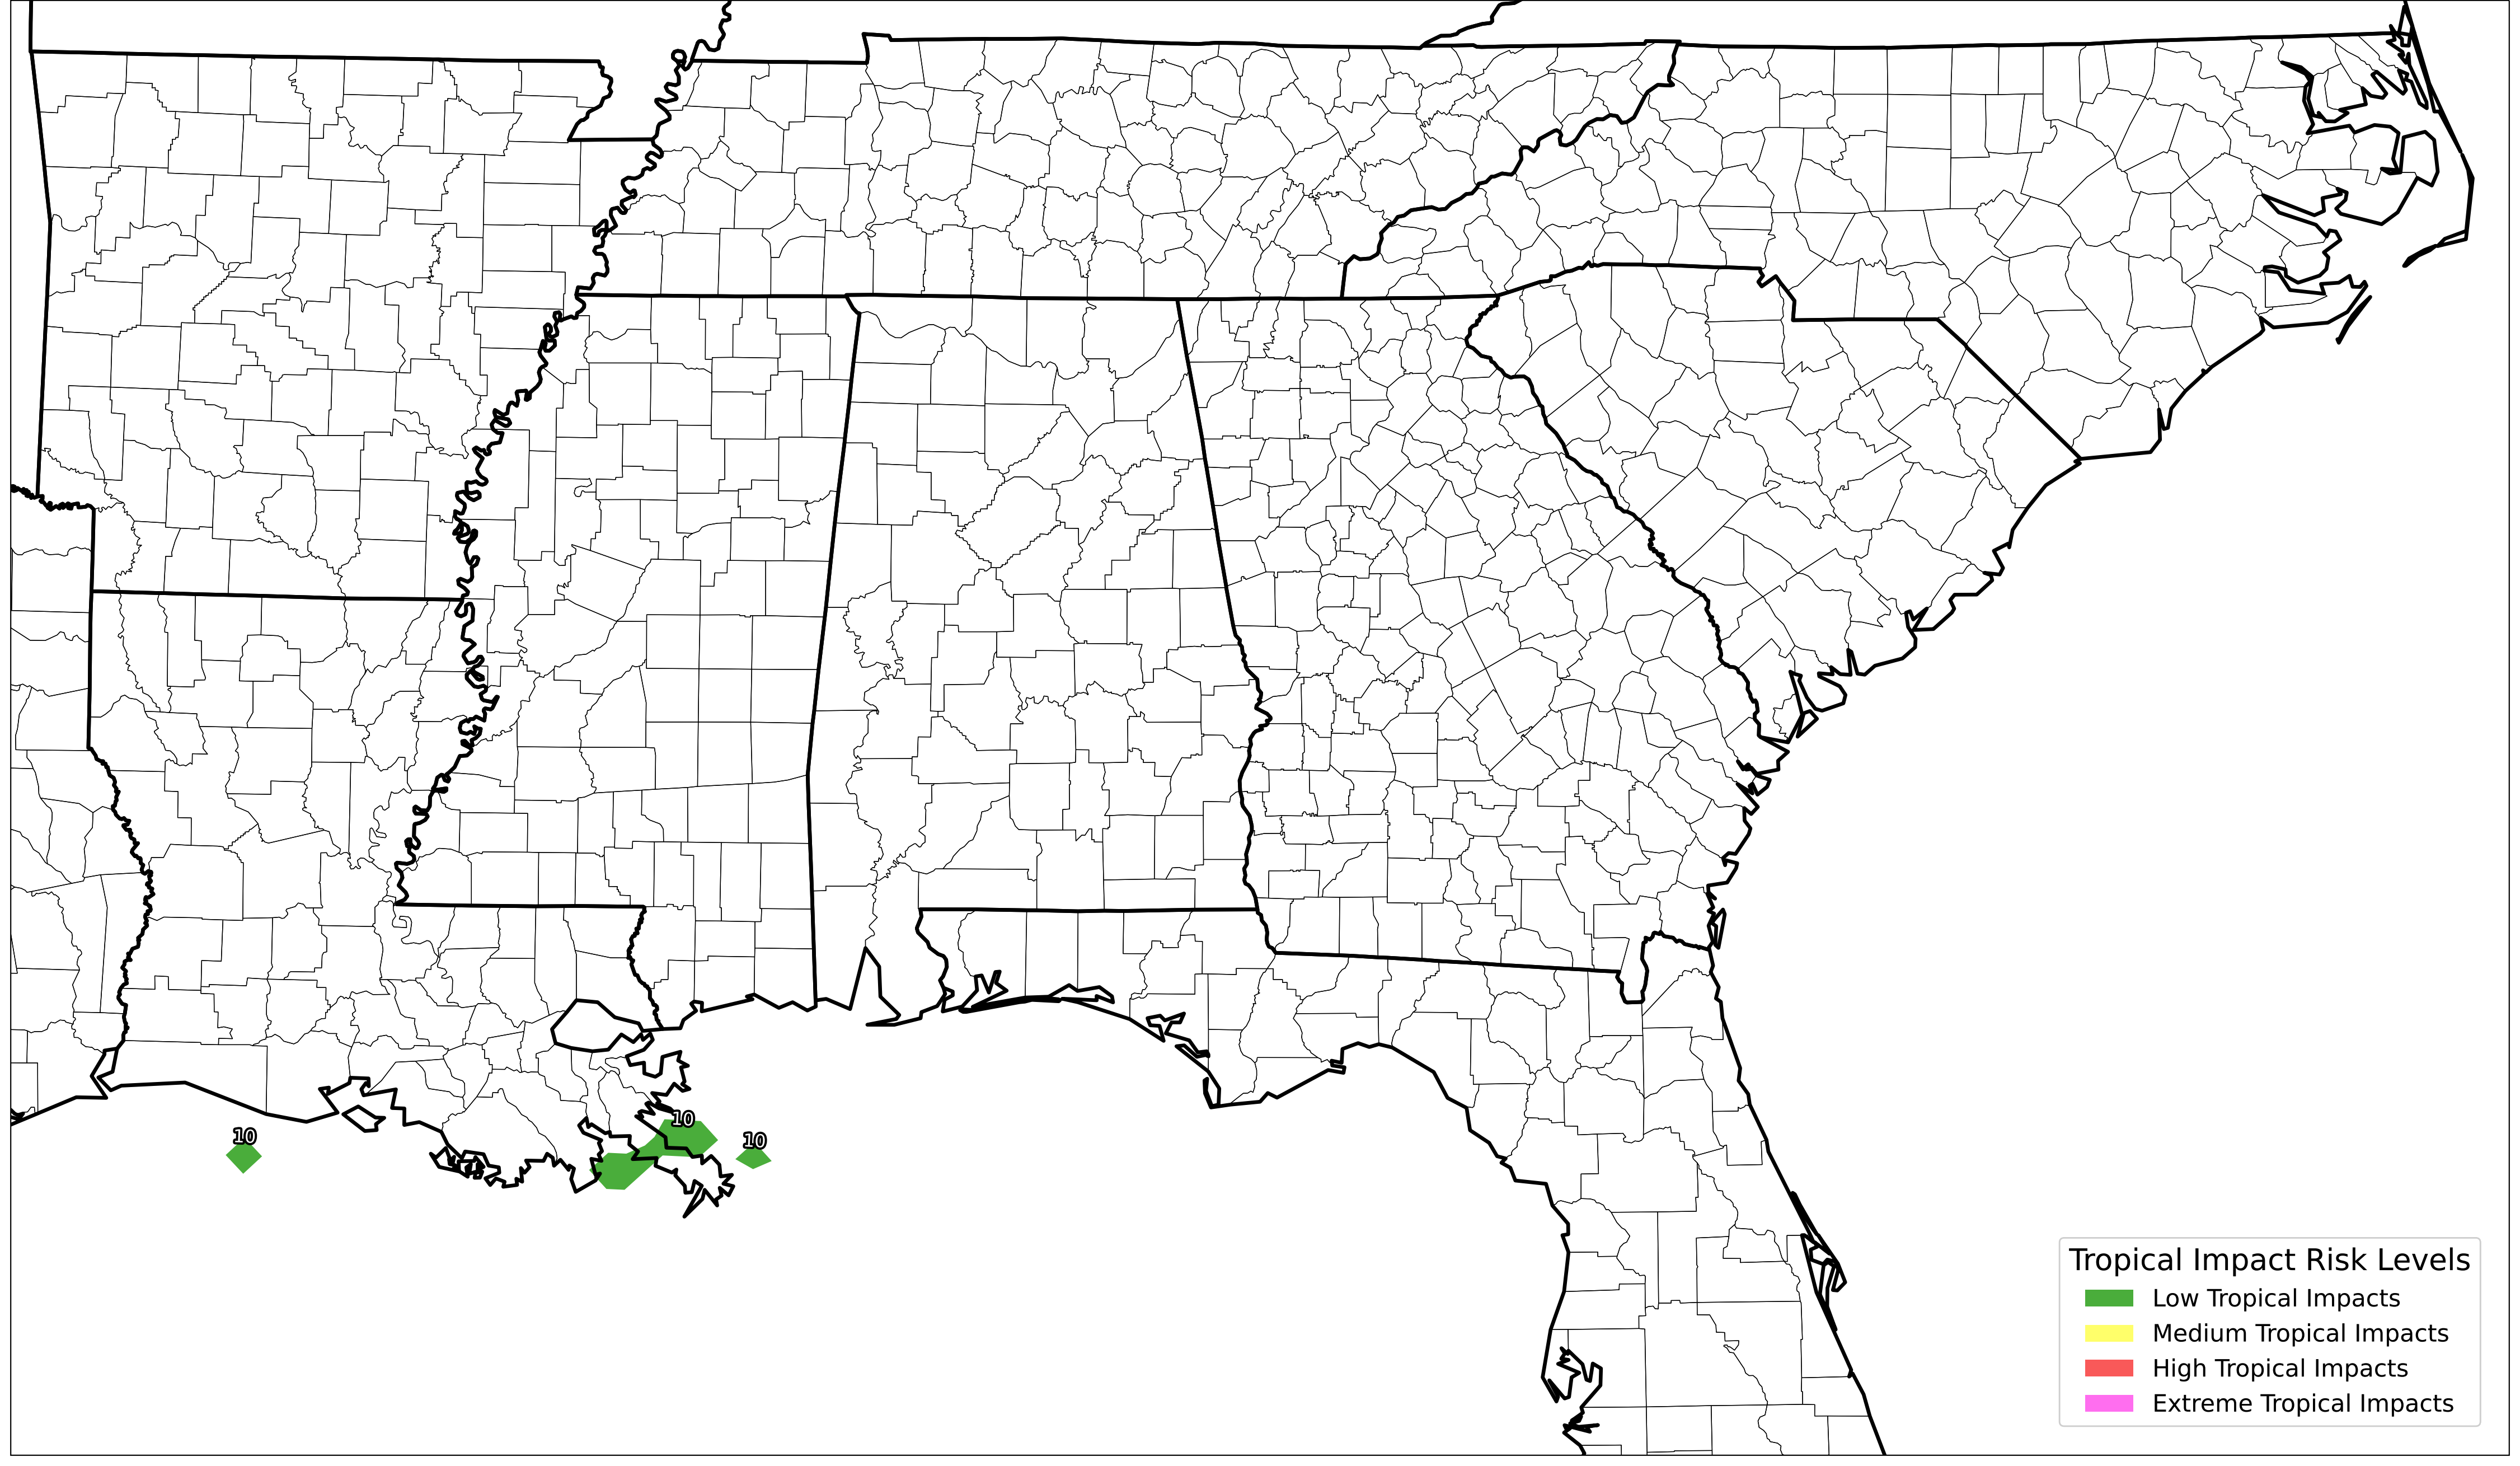 10
10
10
Tropical Impact Risk Levels
Low Tropical Impacts
Medium Tropical Impacts
High Tropical Impacts
Extreme Tropical Impacts